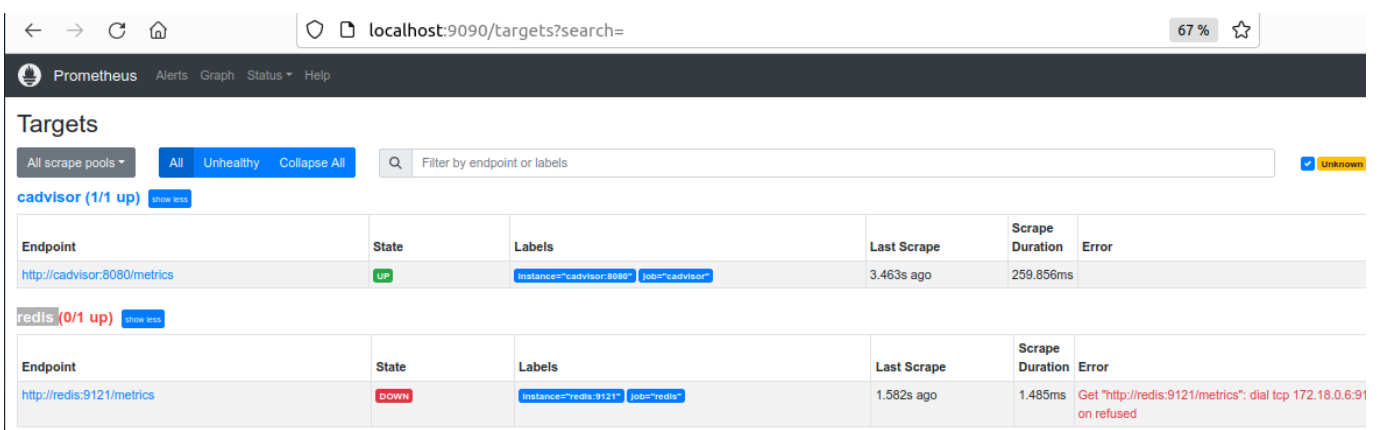 localhost:9090/targets?search=
67 %
Prometheus Alerts Graph Status Help
Targets
All scrape pools All Unhealthy Collapse All Filter by endpoint or labels Unknown
cadvisor (1/1 up) show less
Endpoint State Labels Last Scrape Scrape Duration Error
http://cadvisor:8080/metrics UP instance="cadvisor:8080" job="cadvisor" 3.463s ago 259.856ms
redis (0/1 up) show less
Endpoint State Labels Last Scrape Scrape Duration Error
http://redis:9121/metrics DOWN instance="redis:9121" job="redis" 1.582s ago 1.485ms Get "http://redis:9121/metrics": dial tcp 172.18.0.6:91
on refused